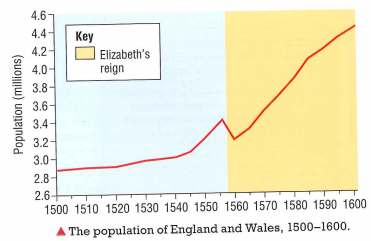 4.6
4.4
Key
4.2
Elizabeth's
reign
4.0
3.8
3.6
3.4
3.2
3.0
2.8
2.6
Population (millions)
1500 1510 1520 1530 1540 1550 1560 1570 1580 1590 1600
▲ The population of England and Wales, 1500–1600.